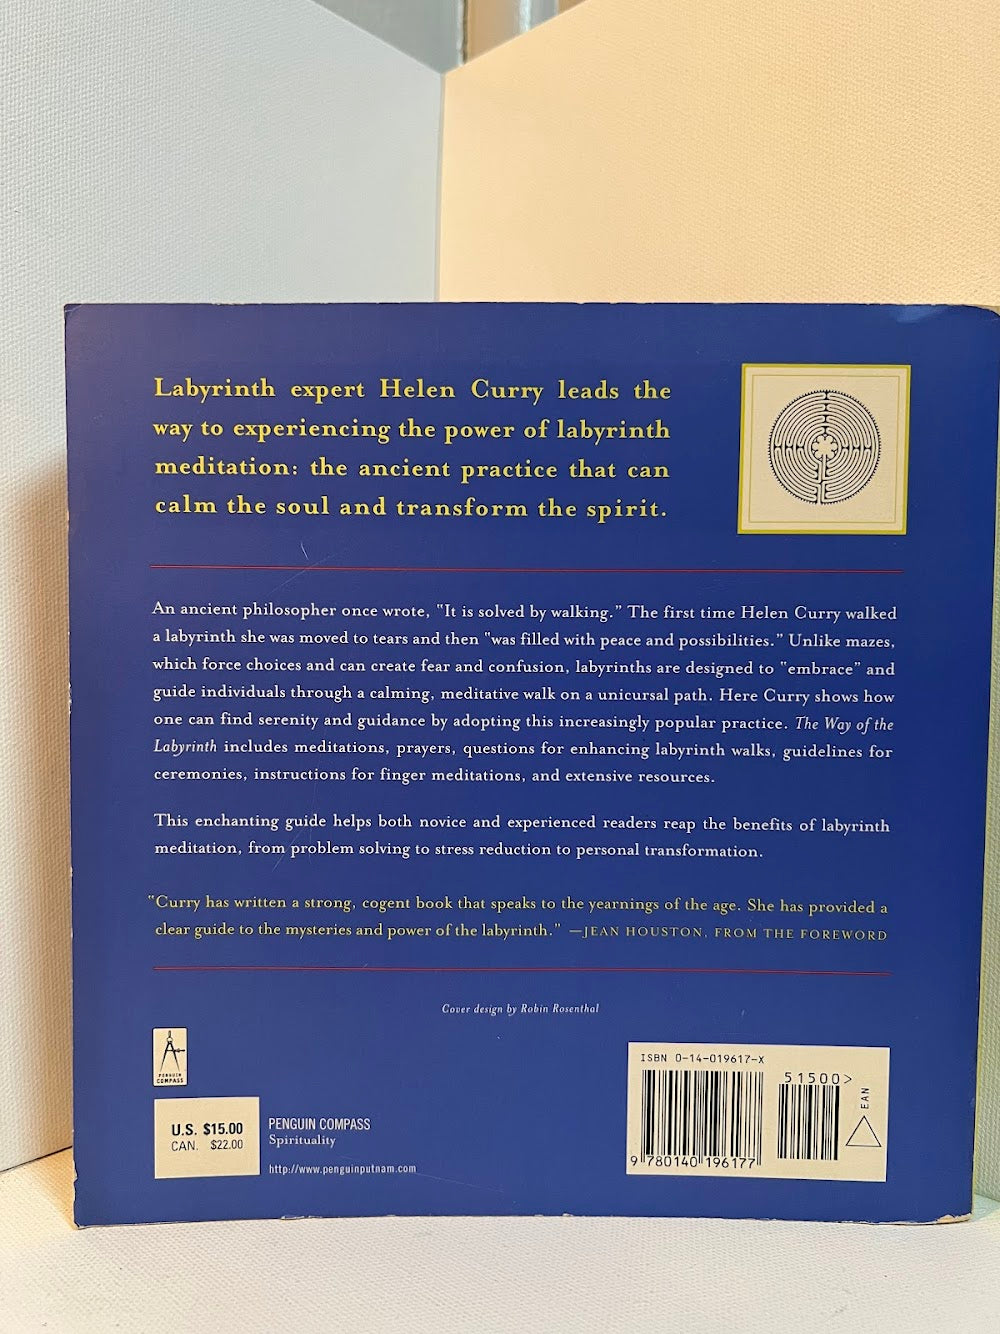 Labyrinth expert Helen Curry leads the
way to experiencing the power of labyrinth
meditation: the ancient practice that can
calm the soul and transform the spirit.
An ancient philosopher once wrote, "It is solved by walking." The first time Helen Curry walked
a labyrinth she was moved to tears and then "was filled with peace and possibilities." Unlike mazes,
which force choices and can create fear and confusion, labyrinths are designed to "embrace" and
guide individuals through a calming, meditative walk on a unicursal path. Here Curry shows how
one can find serenity and guidance by adopting this increasingly popular practice. The Way of the
Labyrinth includes meditations, prayers, questions for enhancing labyrinth walks, guidelines for
ceremonies, instructions for finger meditations, and extensive resources.
This enchanting guide helps both novice and experienced readers reap the benefits of labyrinth
meditation, from problem solving to stress reduction to personal transformation.
"Curry has written a strong, cogent book that speaks to the yearnings of the age. She has provided a
clear guide to the mysteries and power of the labyrinth." —JEAN HOUSTON, FROM THE FOREWORD
Cover design by Robin Rosenthal
PENGUIN
COMPASS
U.S. $15.00
CAN. $22.00
PENGUIN COMPASS
Spirituality
http://www.penguinputnam.com
ISBN 0-14-019617-X
51500>
EAN
9 780140 196177